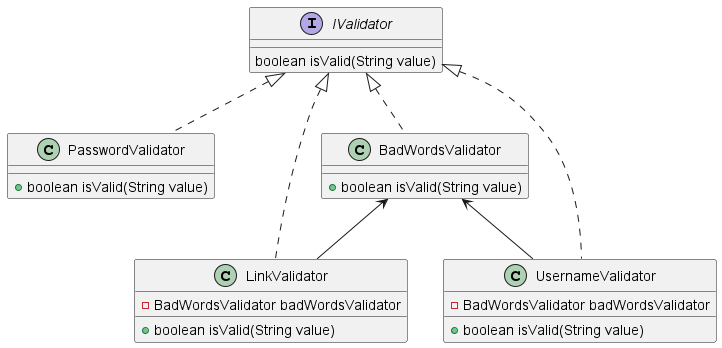 I IValidator
boolean isValid(String value)
C PasswordValidator
boolean isValid(String value)
C BadWordsValidator
boolean isValid(String value)
C LinkValidator
BadWordsValidator badWordsValidator
boolean isValid(String value)
C UsernameValidator
BadWordsValidator badWordsValidator
boolean isValid(String value)